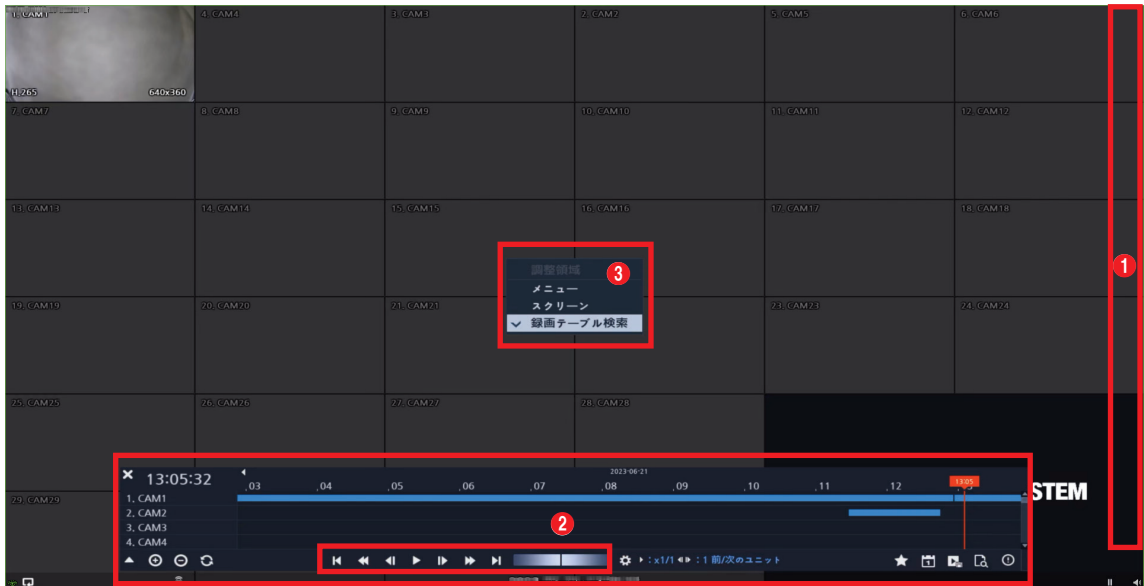 1. CAM1
4. CAM4
3. CAM3
2. CAM2
5. CAM5
6. CAM6
H.265
640x360
7. CAM7
8. CAM8
9. CAM9
10. CAM10
11. CAM11
12. CAM12
13. CAM13
14. CAM14
15. CAM15
16. CAM16
17. CAM17
18. CAM18
調整領域
3
メニュー
スクリーン
録画テーブル検索
1
19. CAM19
20. CAM20
21. CAM21
23. CAM23
24. CAM24
25. CAM25
26. CAM26
27. CAM27
28. CAM28
29. CAM29
STEM
13:05:32
2023-06-21
03
04
05
06
07
08
09
10
11
12
13:05
1. CAM1
2. CAM2
3. CAM3
4. CAM4
2
:x1/1
:1 前/次のユニット